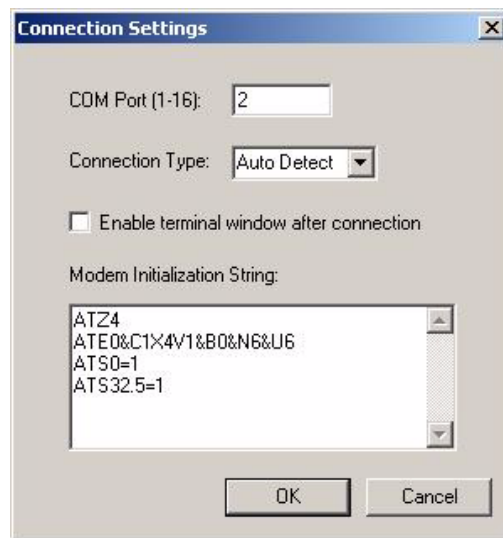 Connection Settings
COM Port (1-16): 2
Connection Type: Auto Detect
Enable terminal window after connection
Modem Initialization String:
ATZ4
ATE0&C1X4V1&B0&N6&U6
ATS0=1
ATS32.5=1
OK Cancel